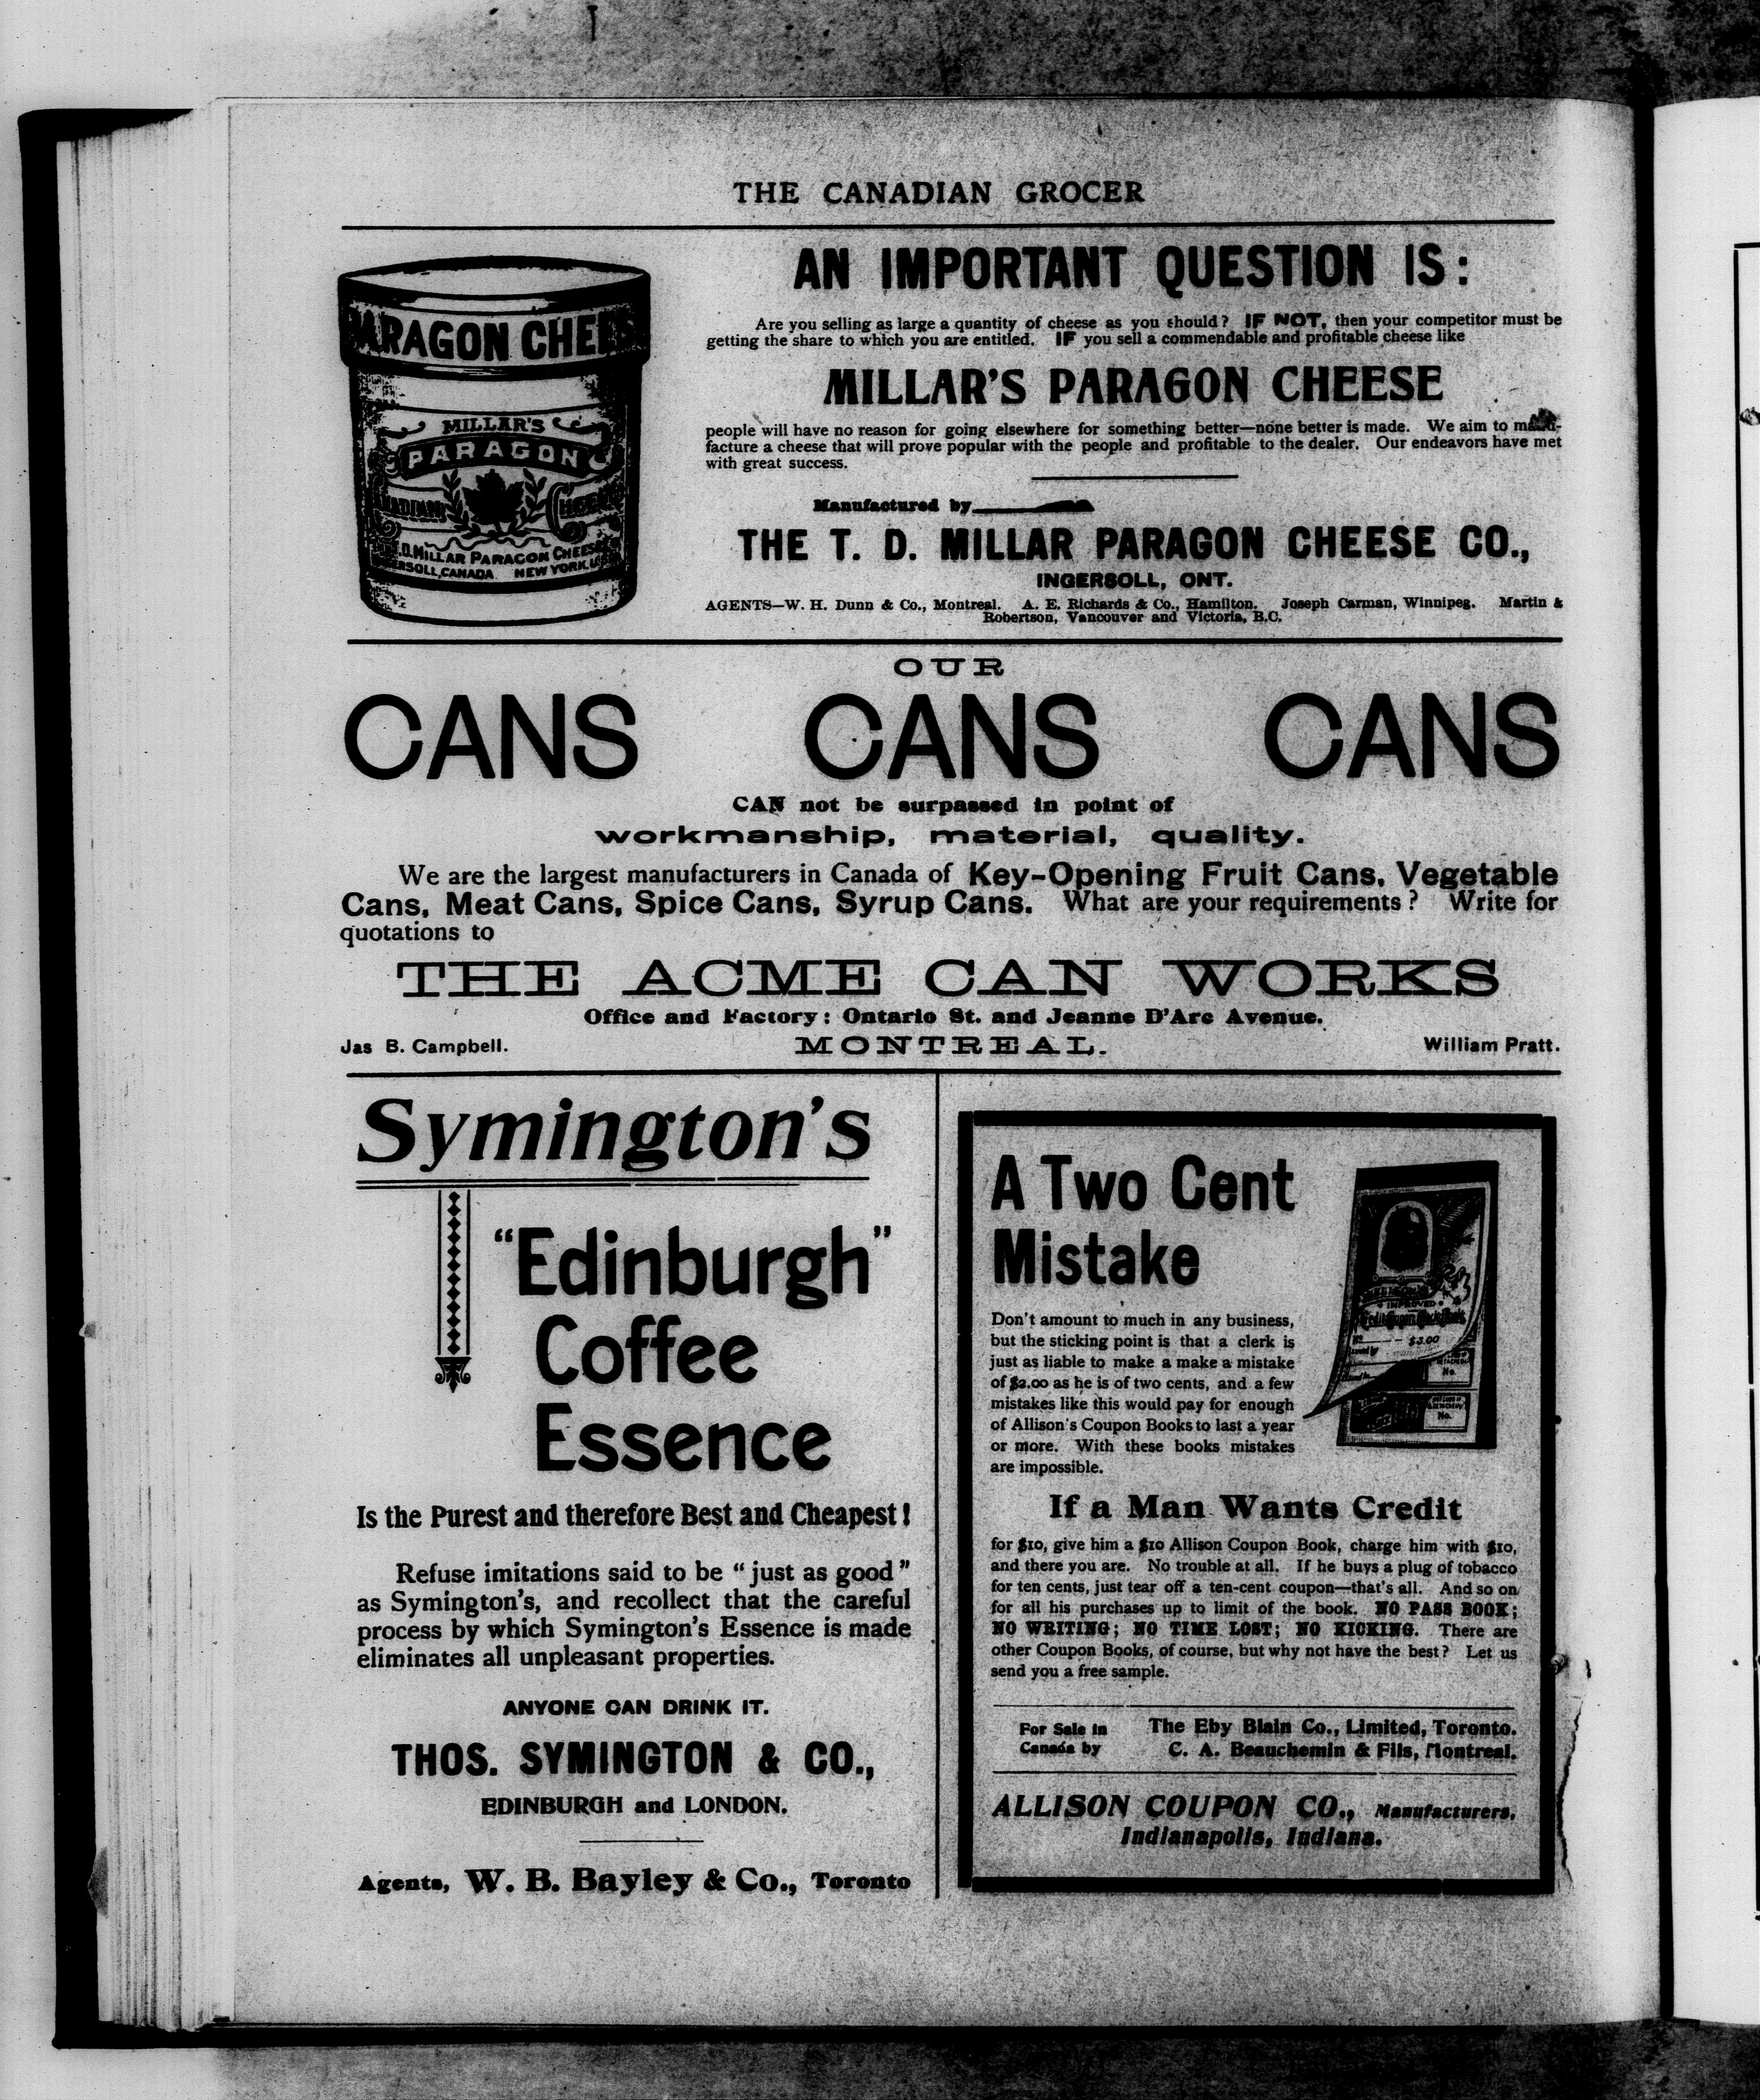 THE CANADIAN GROCER
PARAGON CHEES
MILLAR'S
PARAGON
CANADIAN CHEESE
T.D. MILLAR PARAGON CHEESE
INGERSOLL, CANADA NEW YORK, U
AN IMPORTANT QUESTION IS:
Are you selling as large a quantity of cheese as you should? IF NOT, then your competitor must be
getting the share to which you are entitled. IF you sell a commendable and profitable cheese like
MILLAR'S PARAGON CHEESE
people will have no reason for going elsewhere for something better—none better is made. We aim to manu-
facture a cheese that will prove popular with the people and profitable to the dealer. Our endeavors have met
with great success.
Manufactured by
THE T. D. MILLAR PARAGON CHEESE CO.,
INGERSOLL, ONT.
AGENTS—W. H. Dunn & Co., Montreal. A. E. Richards & Co., Hamilton. Joseph Carman, Winnipeg. Martin &
Robertson, Vancouver and Victoria, B.C.
OUR
CANS CANS CANS
CAN not be surpassed in point of
workmanship, material, quality.
We are the largest manufacturers in Canada of Key-Opening Fruit Cans, Vegetable
Cans, Meat Cans, Spice Cans, Syrup Cans. What are your requirements? Write for
quotations to
THE ACME CAN WORKS
Office and Factory: Ontario St. and Jeanne D'Arc Avenue.
Jas B. Campbell. MONTREAL. William Pratt.
Symington's
"Edinburgh"
Coffee
Essence
Is the Purest and therefore Best and Cheapest!
Refuse imitations said to be "just as good"
as Symington's, and recollect that the careful
process by which Symington's Essence is made
eliminates all unpleasant properties.
ANYONE CAN DRINK IT.
THOS. SYMINGTON & CO.,
EDINBURGH and LONDON.
Agents, W. B. Bayley & Co., Toronto
A Two Cent
Mistake
Don't amount to much in any business,
but the sticking point is that a clerk is
just as liable to make a make a mistake
of $2.00 as he is of two cents, and a few
mistakes like this would pay for enough
of Allison's Coupon Books to last a year
or more. With these books mistakes
are impossible.
IMPROVED
$3.00
No.
No.
If a Man Wants Credit
for $10, give him a $10 Allison Coupon Book, charge him with $10,
and there you are. No trouble at all. If he buys a plug of tobacco
for ten cents, just tear off a ten-cent coupon—that's all. And so on
for all his purchases up to limit of the book. NO PASS BOOK;
NO WRITING; NO TIME LOST; NO KICKING. There are
other Coupon Books, of course, but why not have the best? Let us
send you a free sample.
For Sale in The Eby Blain Co., Limited, Toronto.
Canada by C. A. Beauchemin & Fils, Montreal.
ALLISON COUPON CO., Manufacturers,
Indianapolis, Indiana.